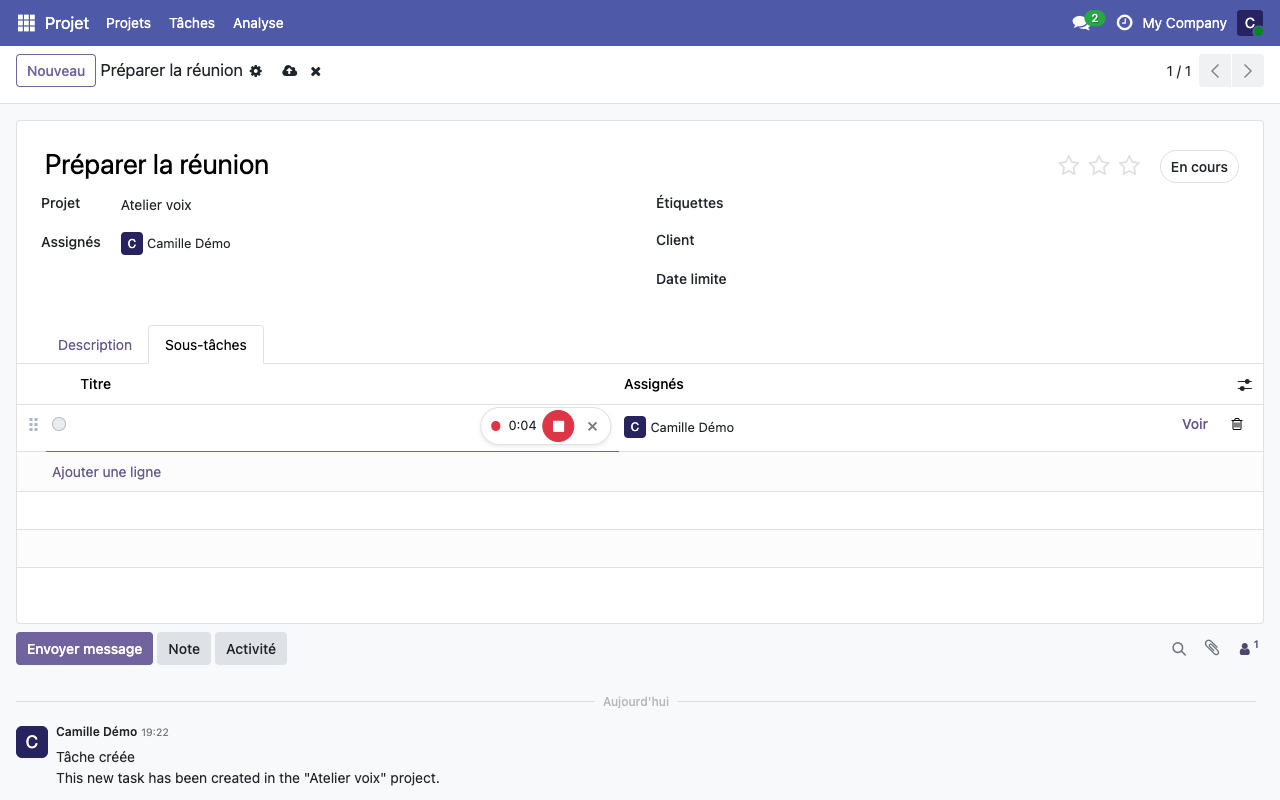 Projet Projets Tâches Analyse 2 My Company C
Nouveau Préparer la réunion 1 / 1
Préparer la réunion En cours
Projet Atelier voix Étiquettes
Assignés C Camille Démo Client
Date limite
Description Sous-tâches
Titre Assignés
0:04 C Camille Démo Voir
Ajouter une ligne
Envoyer message Note Activité 1
Aujourd'hui
C Camille Démo 19:22
Tâche créée
This new task has been created in the "Atelier voix" project.